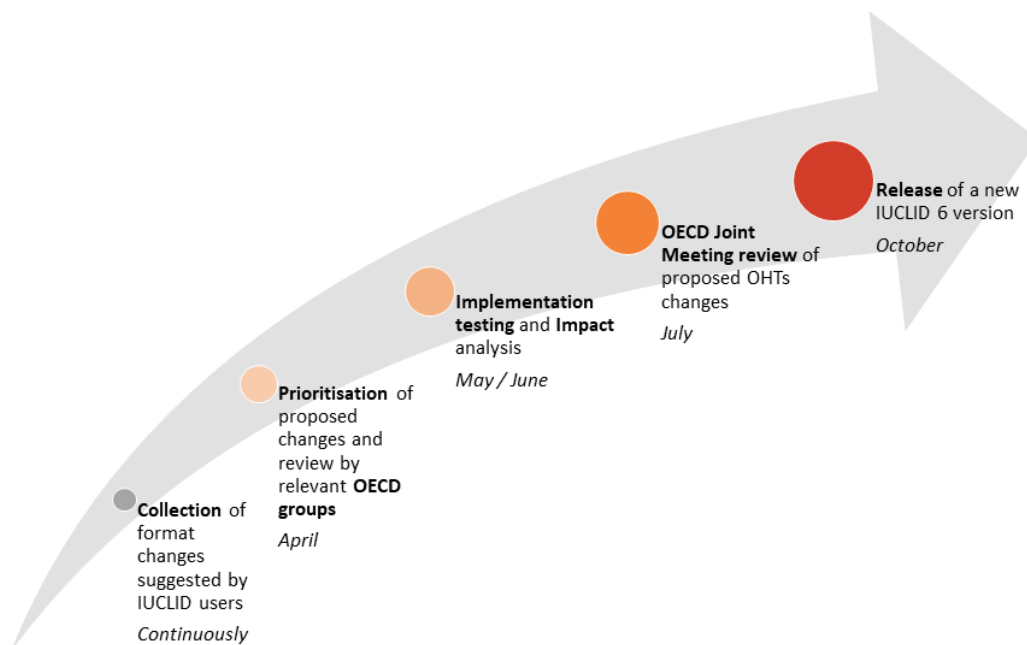 Collection of
format
changes
suggested by
IUCLID users
Continuously
Prioritisation of
proposed
changes and
review by
relevant OECD
groups
April
Implementation
testing and Impact
analysis
May / June
OECD Joint
Meeting review of
proposed OHTs
changes
July
Release of a new
IUCLID 6 version
October